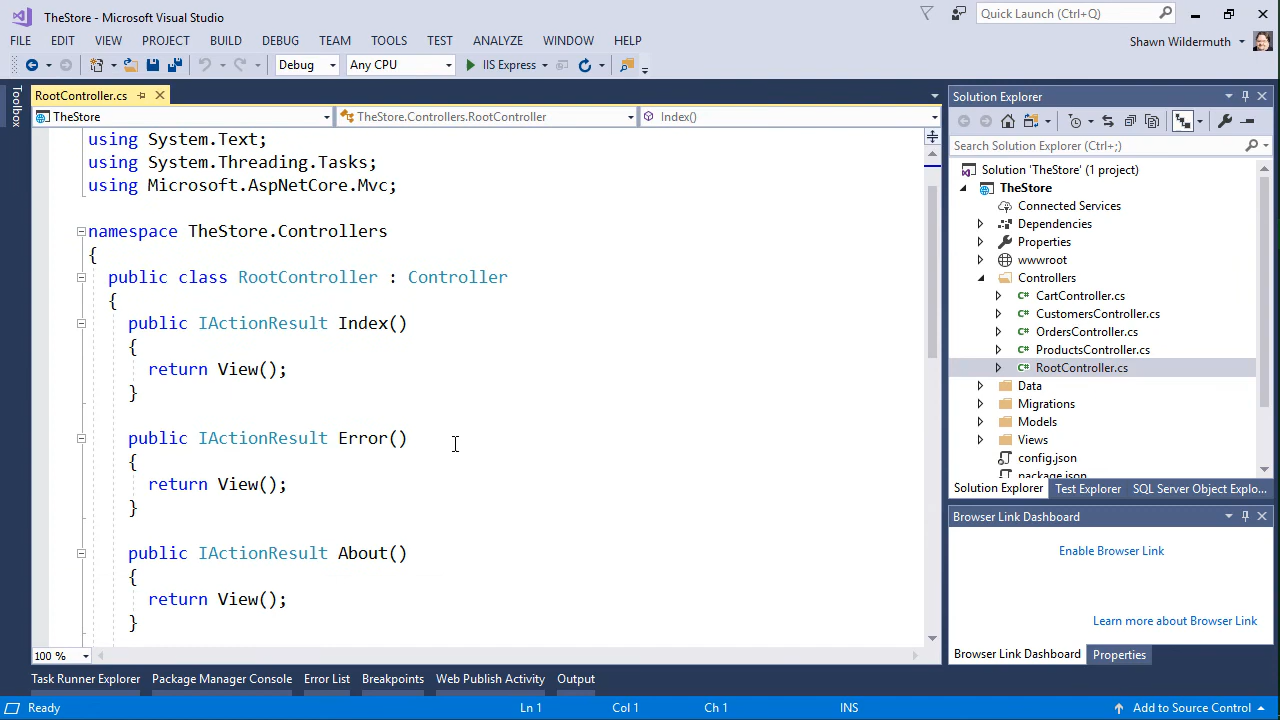 TheStore - Microsoft Visual Studio
Quick Launch (Ctrl+Q)
FILE EDIT VIEW PROJECT BUILD DEBUG TEAM TOOLS TEST ANALYZE WINDOW HELP
Shawn Wildermuth
Debug Any CPU IIS Express
Toolbox
RootController.cs
TheStore TheStore.Controllers.RootController Index()
using System.Text;
using System.Threading.Tasks;
using Microsoft.AspNetCore.Mvc;
namespace TheStore.Controllers
{
public class RootController : Controller
{
public IActionResult Index()
{
return View();
}
public IActionResult Error()
{
return View();
}
public IActionResult About()
{
return View();
}
100 %
Solution Explorer
Search Solution Explorer (Ctrl+;)
Solution 'TheStore' (1 project)
TheStore
Connected Services
Dependencies
Properties
wwwroot
Controllers
C# CartController.cs
C# CustomersController.cs
C# OrdersController.cs
C# ProductsController.cs
C# RootController.cs
Data
Migrations
Models
Views
config.json
package.json
Solution Explorer Test Explorer SQL Server Object Explo...
Browser Link Dashboard
Enable Browser Link
Learn more about Browser Link
Browser Link Dashboard Properties
Task Runner Explorer Package Manager Console Error List Breakpoints Web Publish Activity Output
Ready Ln 1 Col 1 Ch 1 INS Add to Source Control